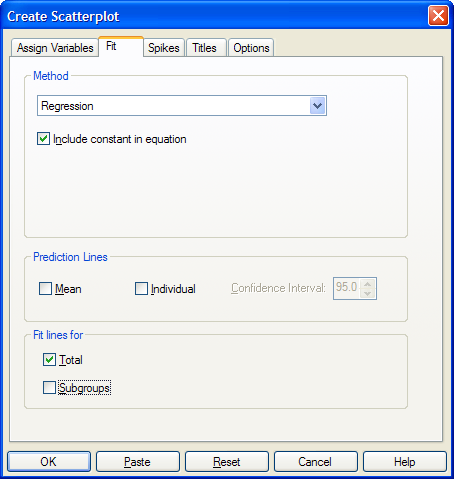 Create Scatterplot
Assign Variables Fit Spikes Titles Options
Method
Regression
Include constant in equation
Prediction Lines
Mean Individual Confidence Interval: 95.0
Fit lines for
Total
Subgroups
OK Paste Reset Cancel Help